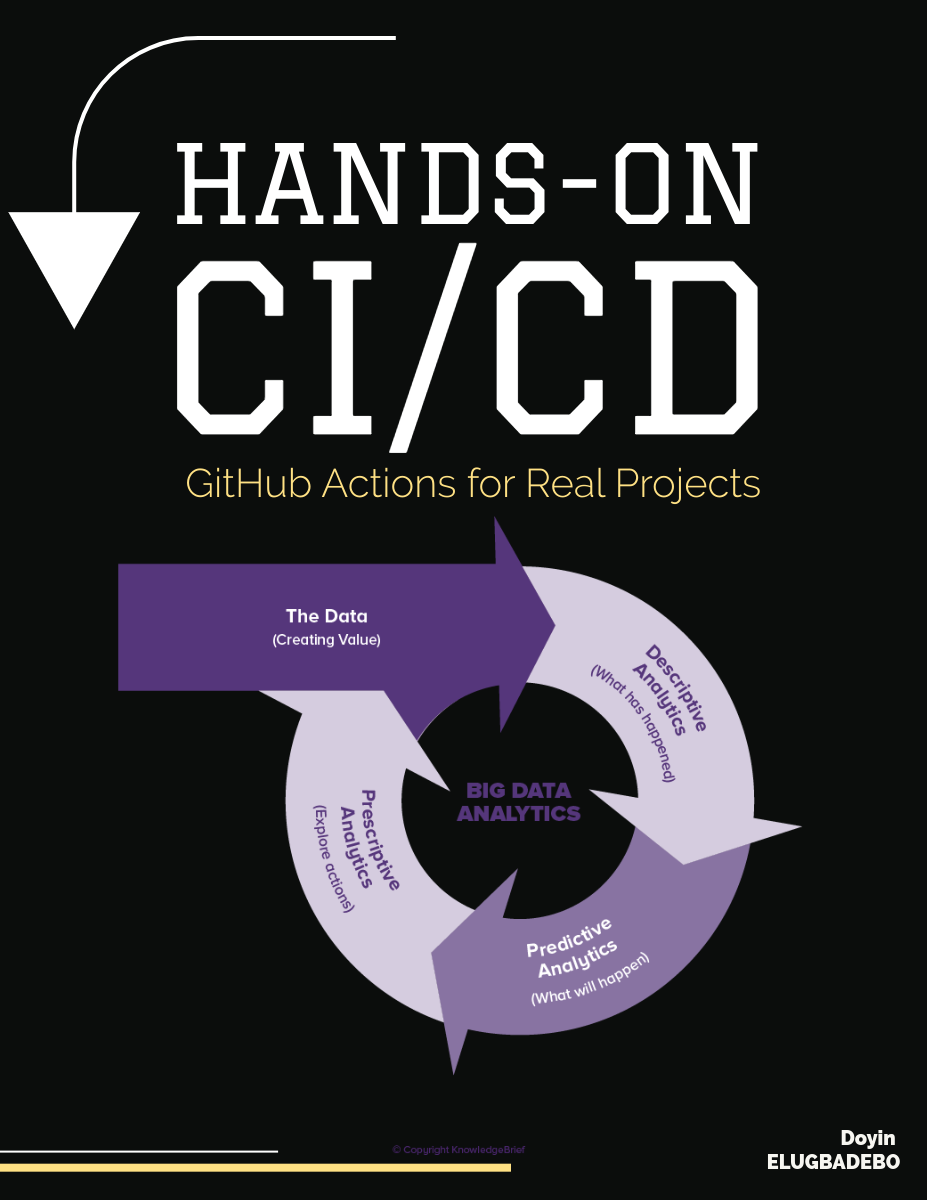 HANDS-ON
CI/CD
GitHub Actions for Real Projects
The Data
(Creating Value)
Descriptive
Analytics
(What has happened)
BIG DATA
ANALYTICS
Prescriptive
Analytics
(Explore actions)
Predictive
Analytics
(What will happen)
© Copyright KnowledgeBrief
Doyin
ELUGBADEBO